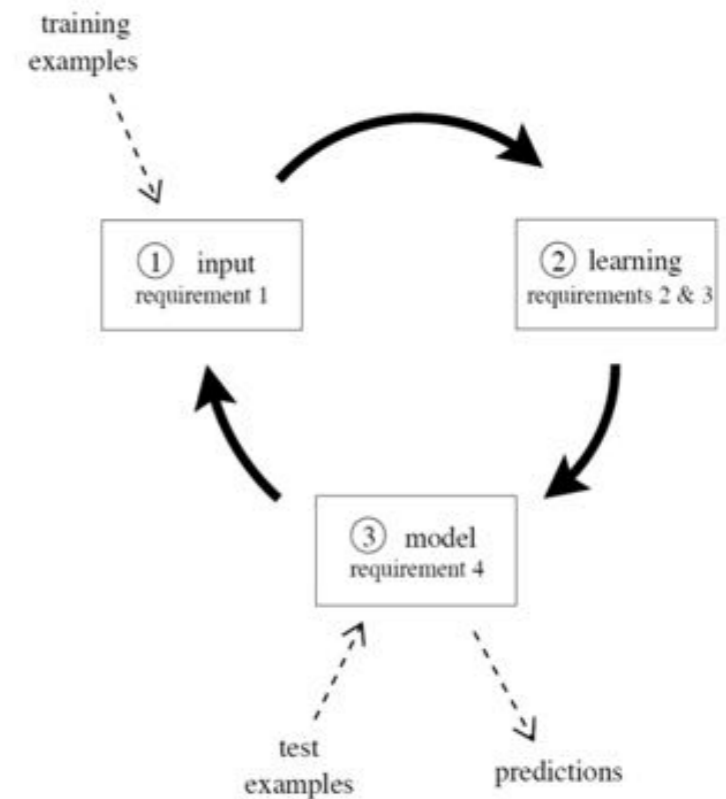 training
examples
① input
requirement 1
② learning
requirements 2 & 3
③ model
requirement 4
test
examples
predictions